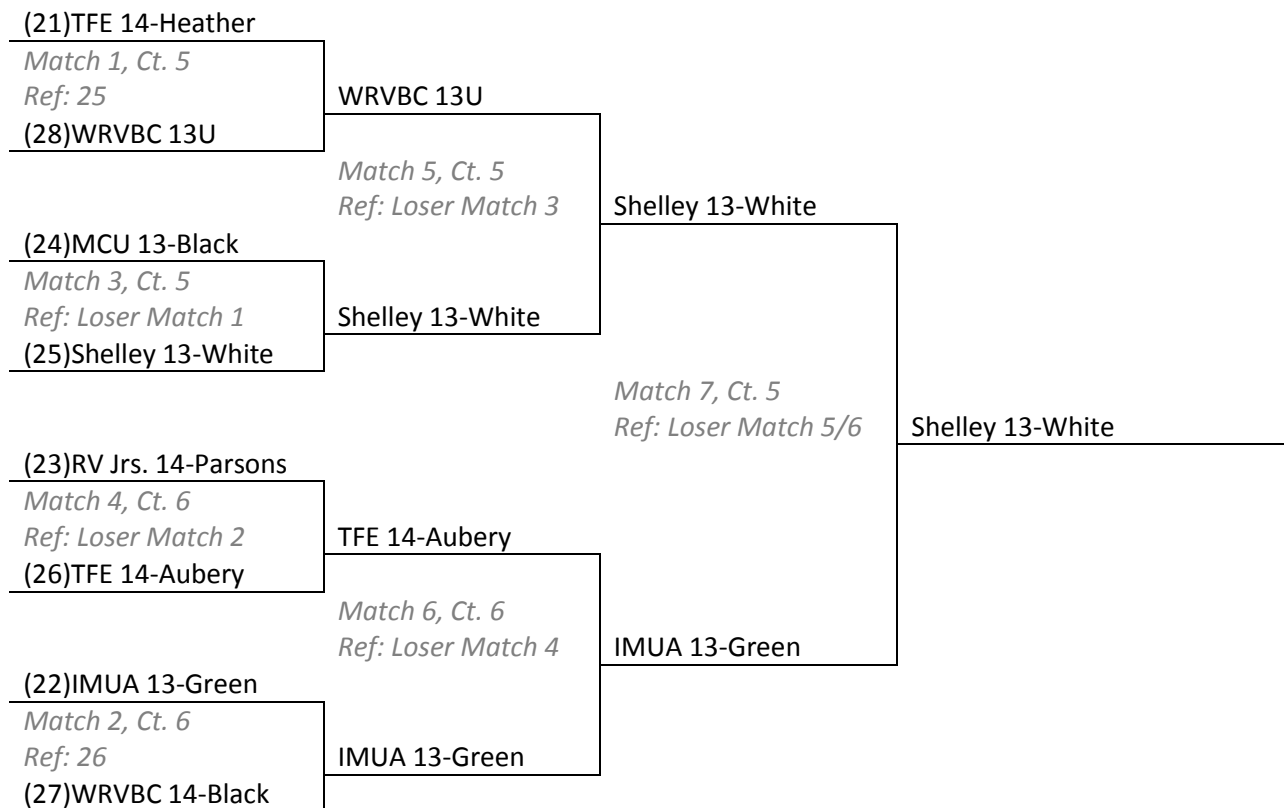 (21)TFE 14-Heather
Match 1, Ct. 5
Ref: 25
WRVBC 13U
(28)WRVBC 13U
Match 5, Ct. 5
Ref: Loser Match 3
Shelley 13-White
(24)MCU 13-Black
Match 3, Ct. 5
Ref: Loser Match 1
Shelley 13-White
(25)Shelley 13-White
Match 7, Ct. 5
Ref: Loser Match 5/6
Shelley 13-White
(23)RV Jrs. 14-Parsons
Match 4, Ct. 6
Ref: Loser Match 2
TFE 14-Aubery
(26)TFE 14-Aubery
Match 6, Ct. 6
Ref: Loser Match 4
IMUA 13-Green
(22)IMUA 13-Green
Match 2, Ct. 6
Ref: 26
IMUA 13-Green
(27)WRVBC 14-Black